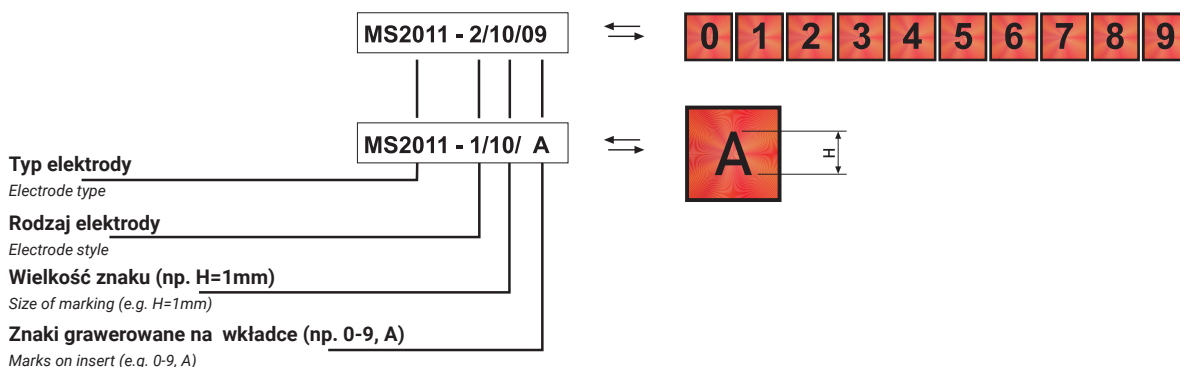 MS2011 - 2/10/09
0 1 2 3 4 5 6 7 8 9
MS2011 - 1/10/ A
A
H
Typ elektrody
Electrode type
Rodzaj elektrody
Electrode style
Wielkość znaku (np. H=1mm)
Size of marking (e.g. H=1mm)
Znaki grawerowane na wkładce (np. 0-9, A)
Marks on insert (e.g. 0-9, A)